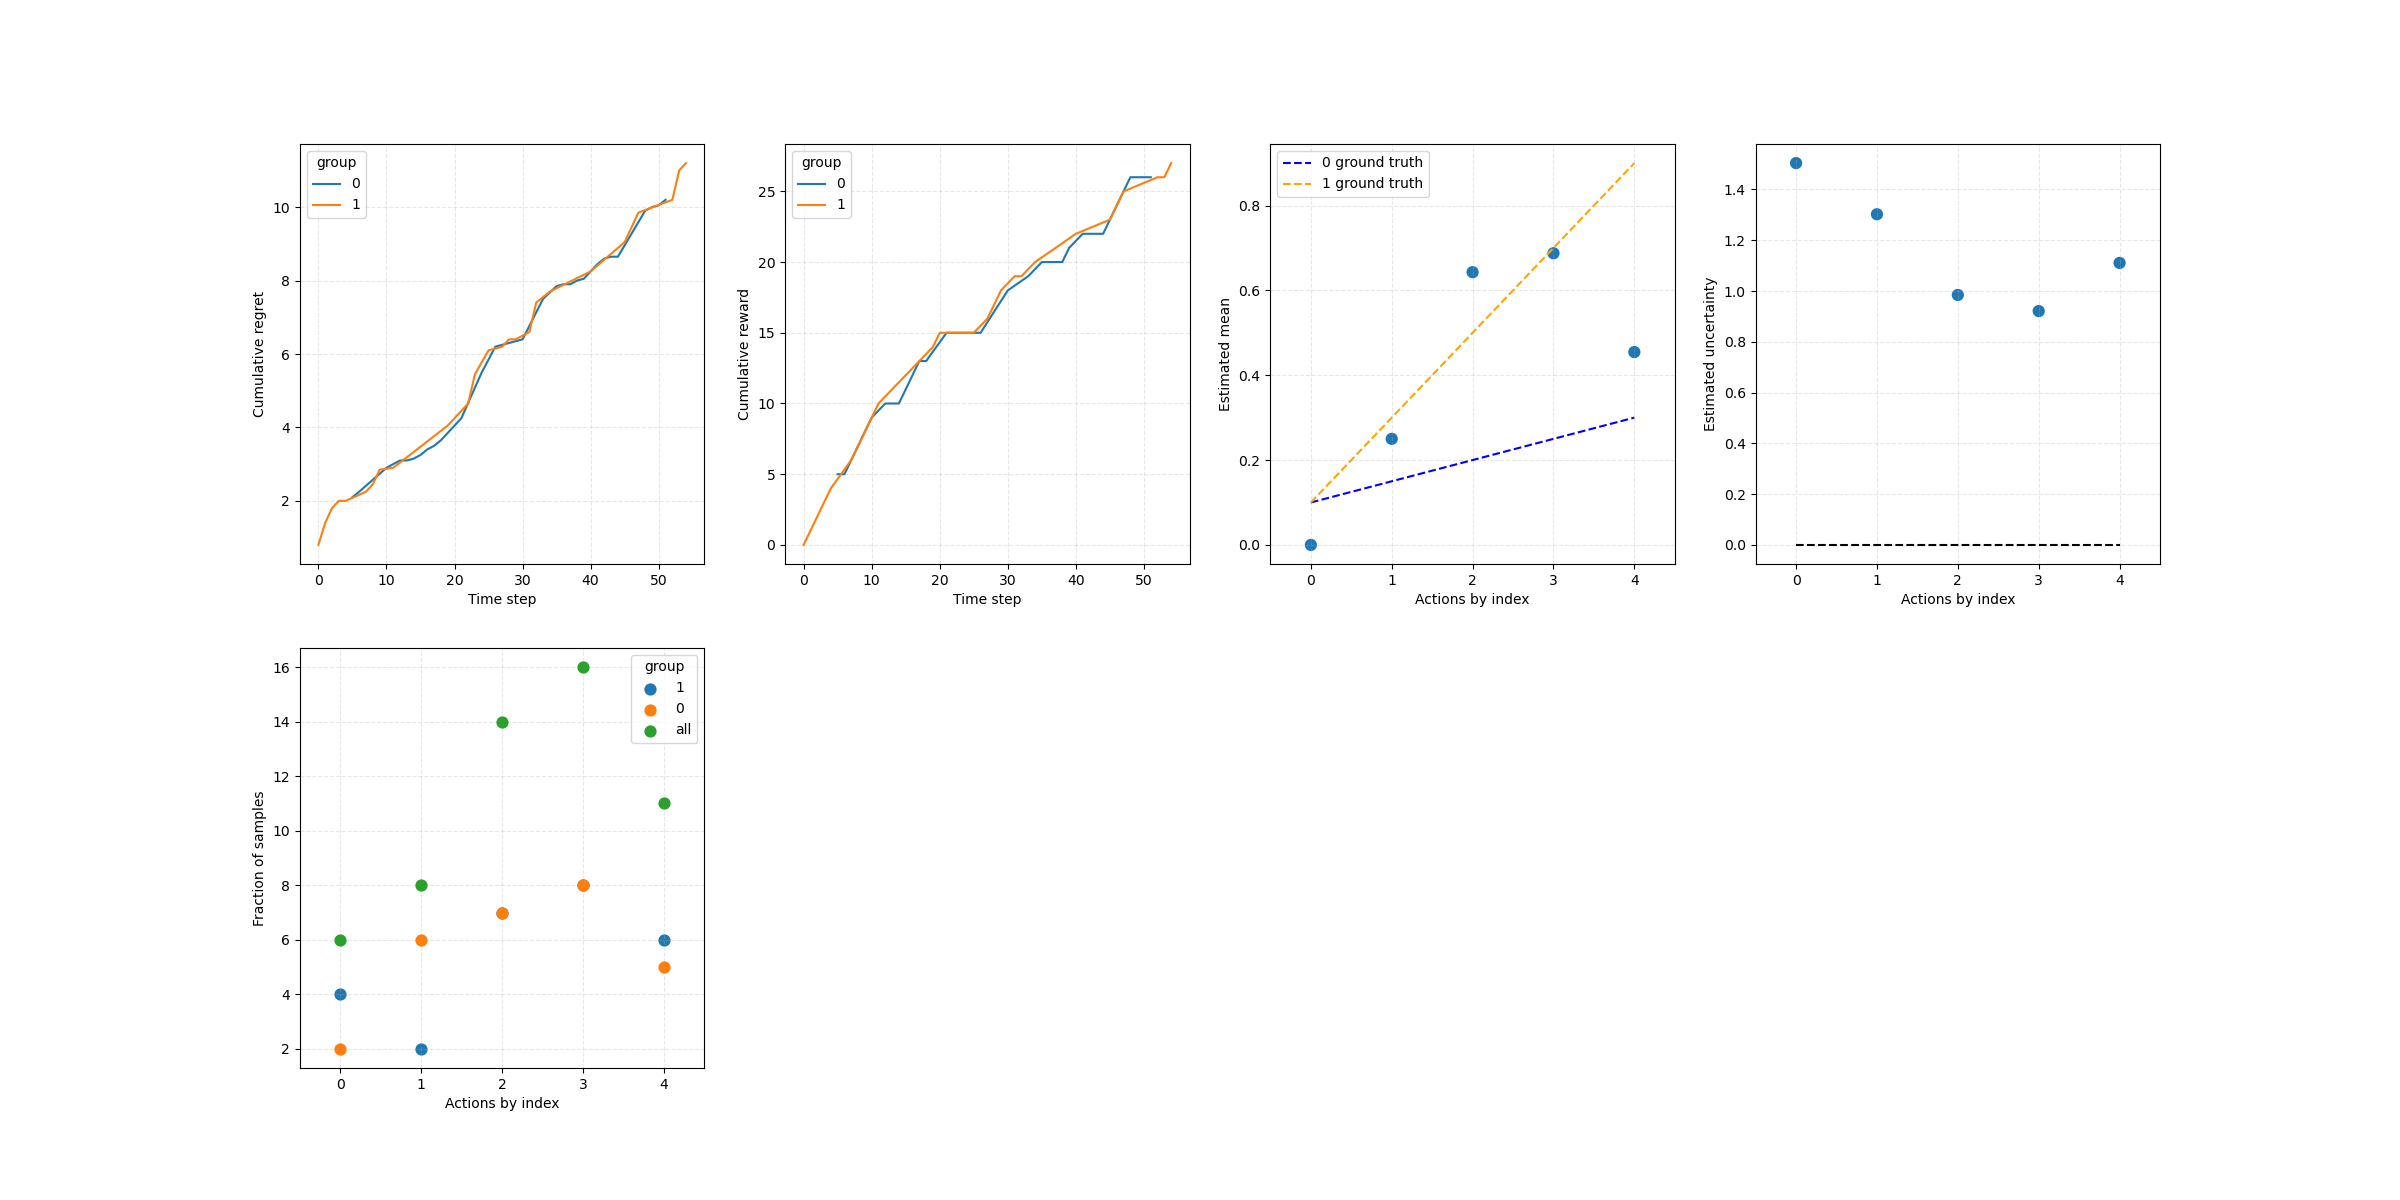 group
0
1
Cumulative regret
10
8
6
4
2
0 10 20 30 40 50
Time step
group
0
1
Cumulative reward
25
20
15
10
5
0
0 10 20 30 40 50
Time step
0 ground truth
1 ground truth
Estimated mean
0.8
0.6
0.4
0.2
0.0
0 1 2 3 4
Actions by index
Estimated uncertainty
1.4
1.2
1.0
0.8
0.6
0.4
0.2
0.0
0 1 2 3 4
Actions by index
group
1
0
all
Fraction of samples
16
14
12
10
8
6
4
2
0 1 2 3 4
Actions by index